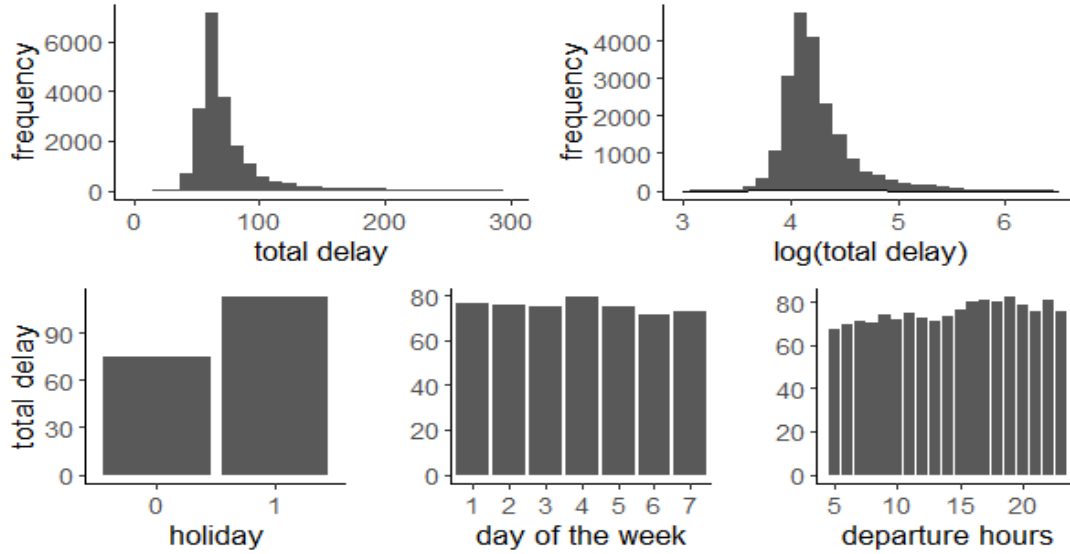 frequency
6000
4000
2000
0
0 100 200 300
total delay
frequency
4000
3000
2000
1000
0
3 4 5 6
log(total delay)
total delay
90
60
30
0
0 1
holiday
80
60
40
20
0
1 2 3 4 5 6 7
day of the week
80
60
40
20
0
5 10 15 20
departure hours